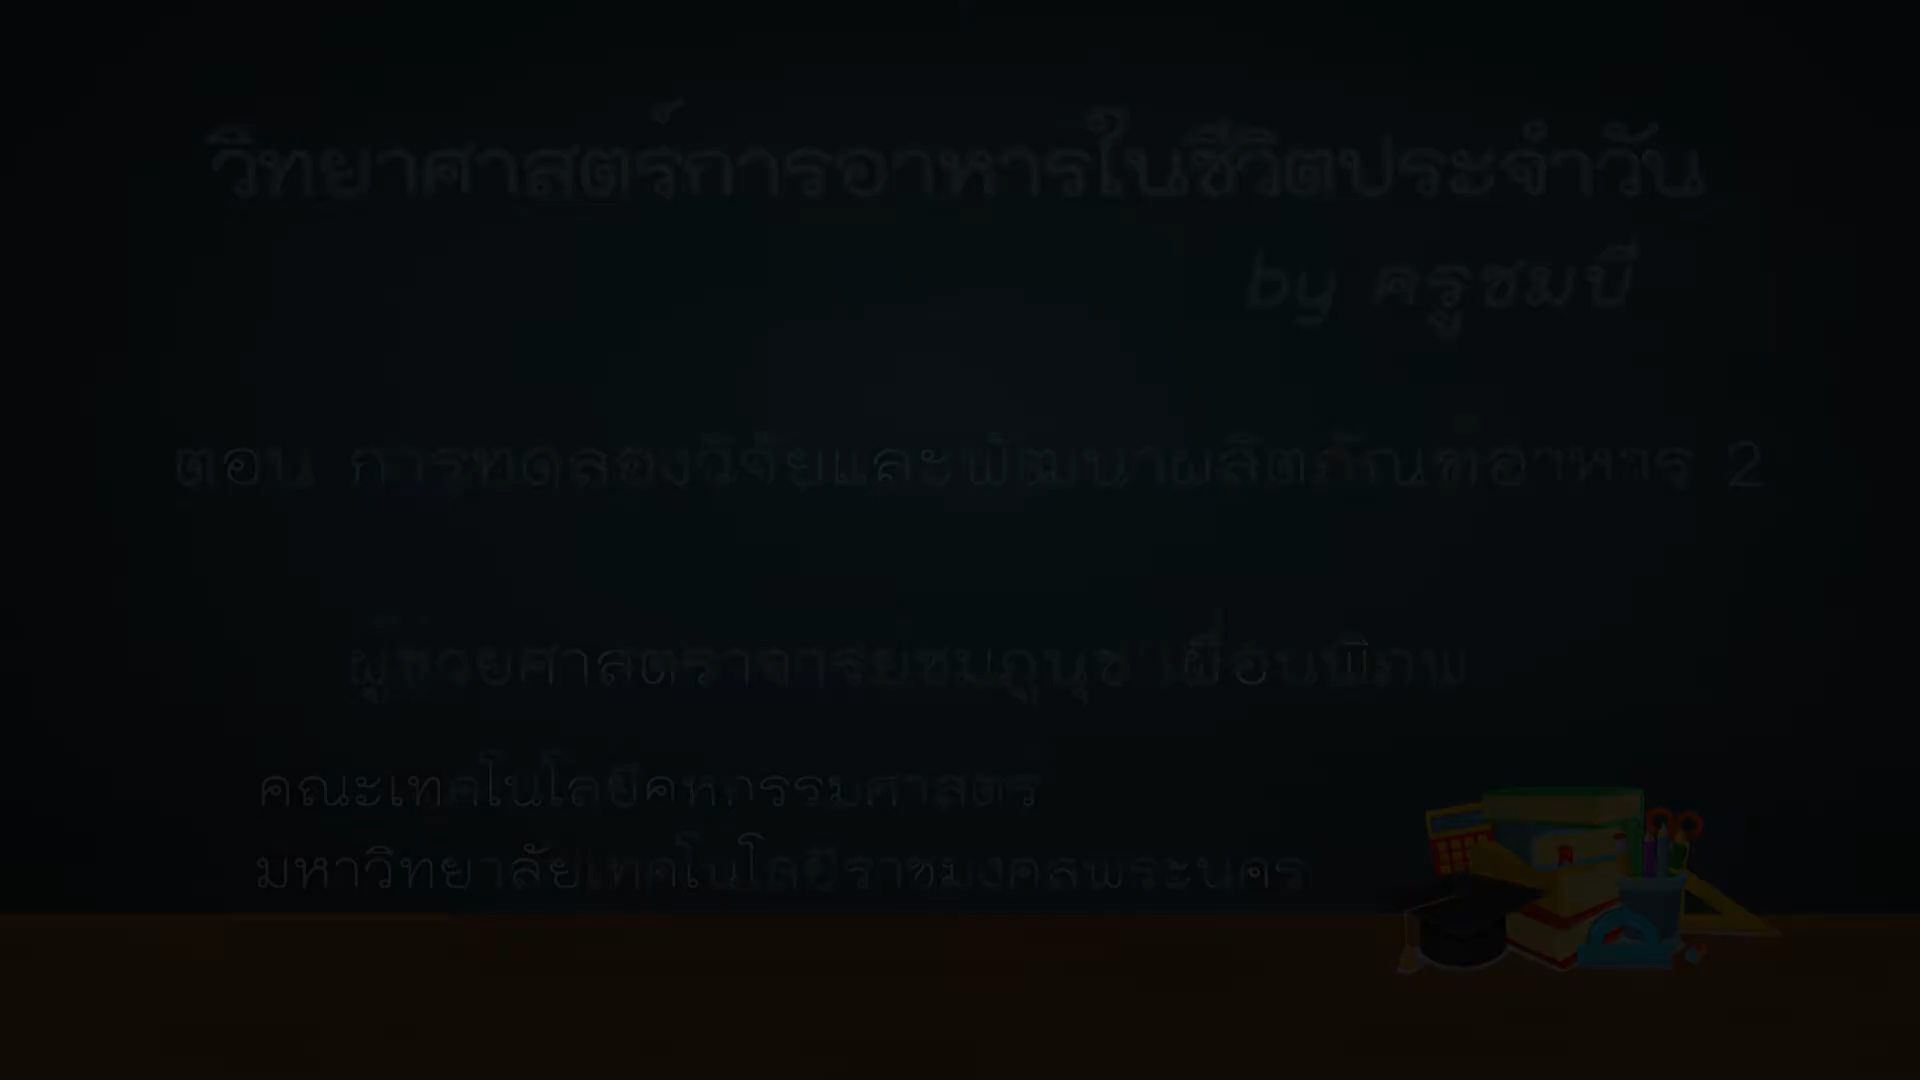 วิทยาศาสตร์การอาหารในชีวิตประจำวัน
by ครูชมบี
ตอน การทดลองวิจัยและพัฒนาผลิตภัณฑ์อาหาร 2
ผู้ช่วยศาสตราจารย์ชนภูนุช เผื่อนพิภพ
คณะเทคโนโลยีคหกรรมศาสตร์
มหาวิทยาลัยเทคโนโลยีราชมงคลพระนคร